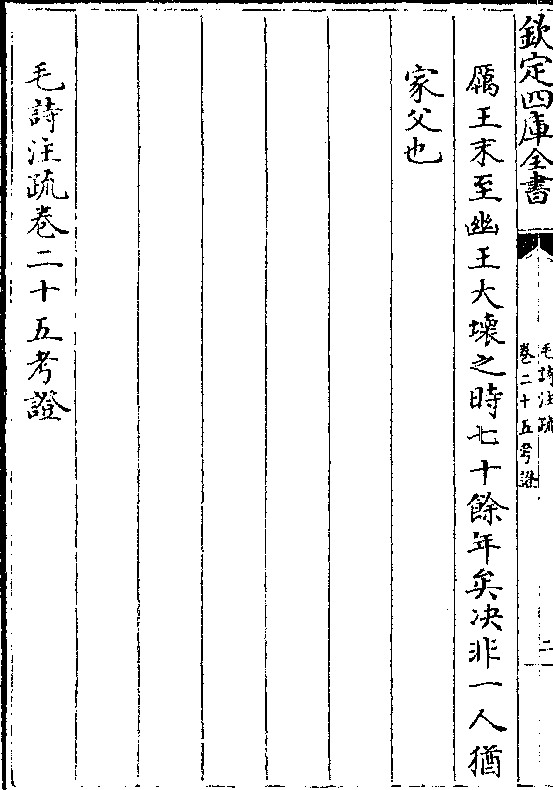 欽定四庫全書
毛詩注疏
卷二十五考證
二
厲王末至幽王大壞之時七十餘年矣決非一人猶
家父也
毛詩注疏卷二十五考證